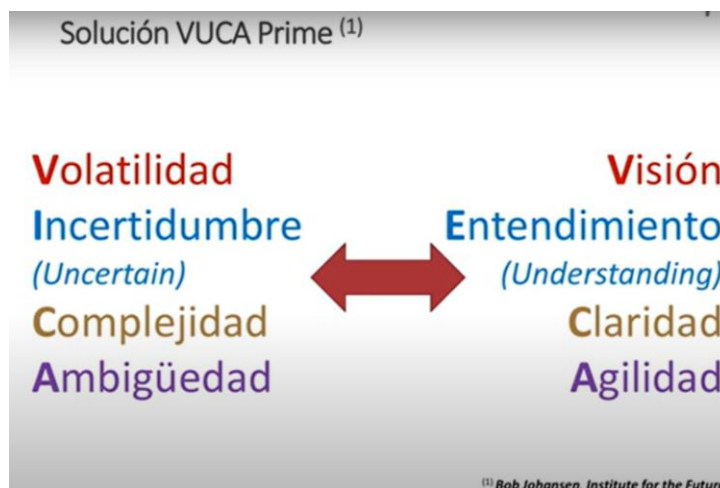 Solución VUCA Prime (1)
Volatilidad
Visión
Incertidumbre
Entendimiento
(Uncertain)
(Understanding)
Complejidad
Claridad
Ambigüedad
Agilidad
(1) Bob Johansen, Institute for the Future